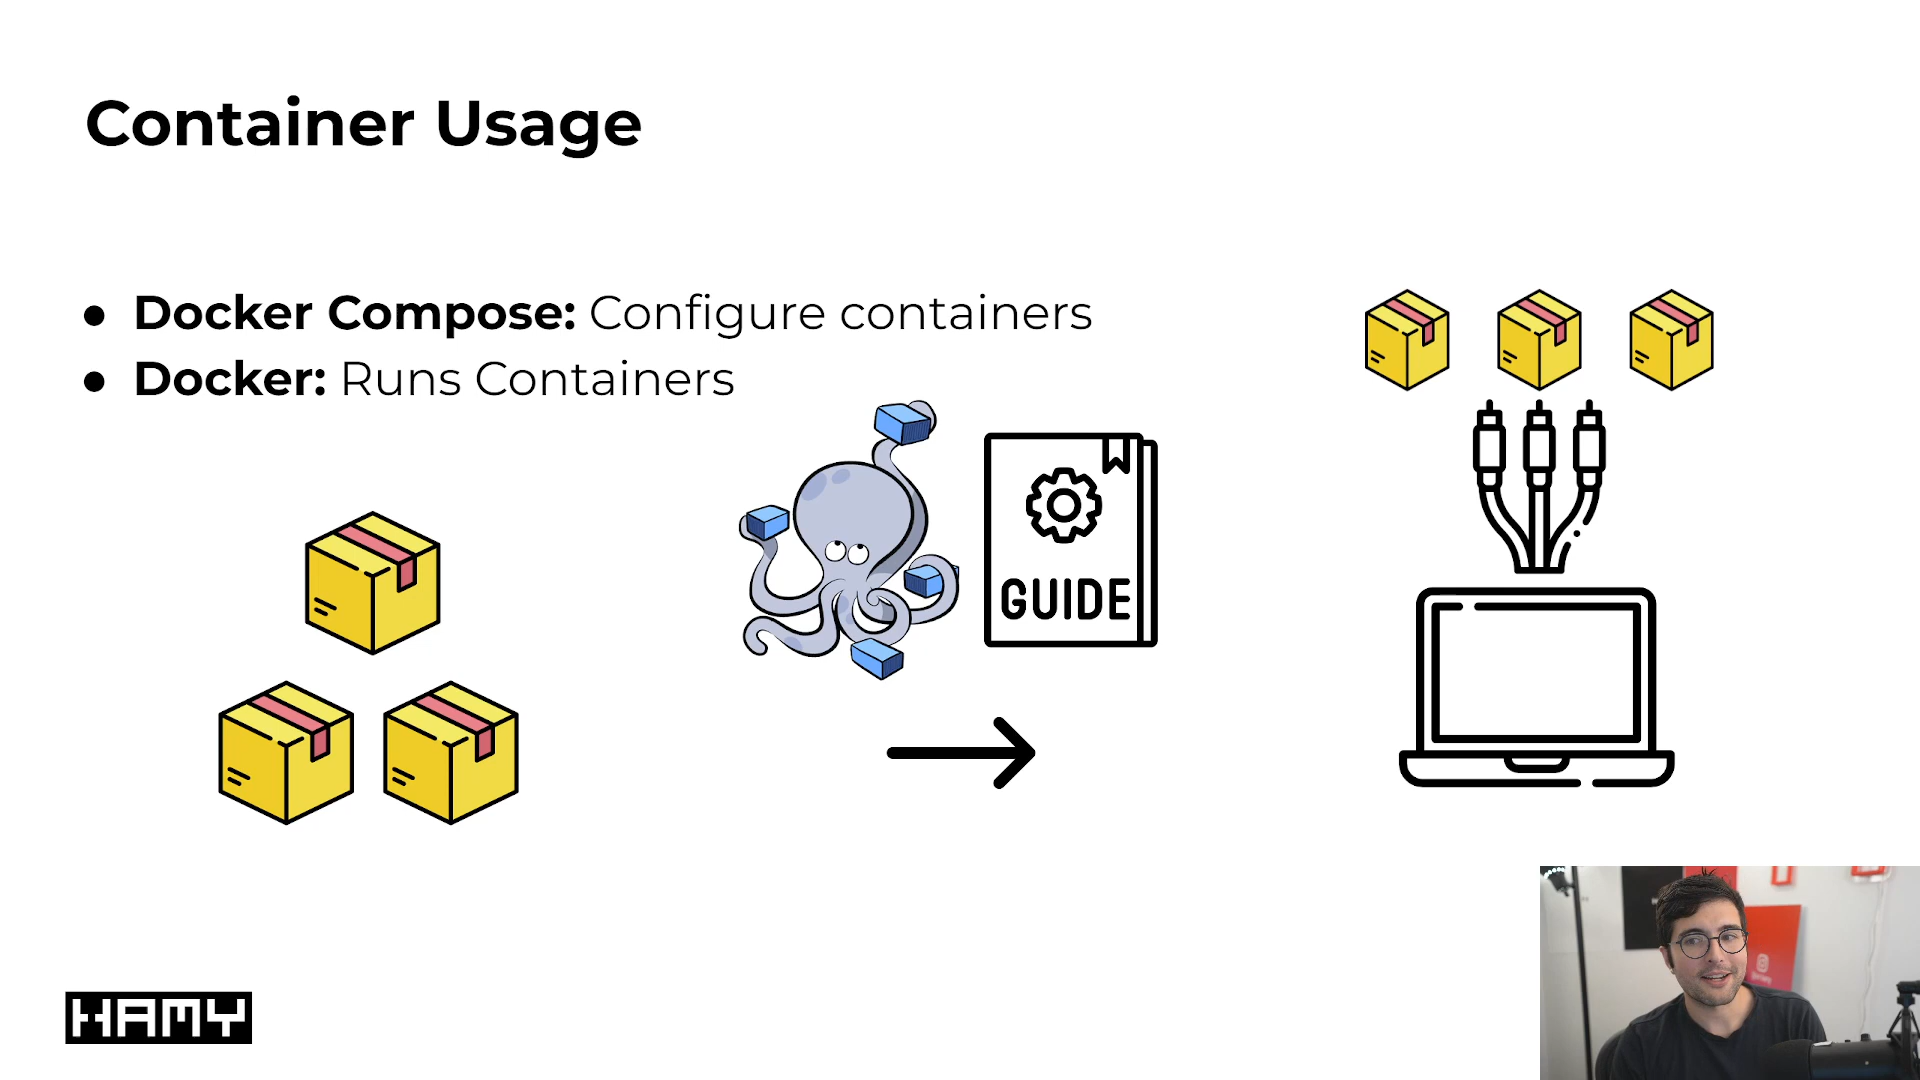 Container Usage
● Docker Compose: Configure containers
● Docker: Runs Containers
GUIDE
HAMY